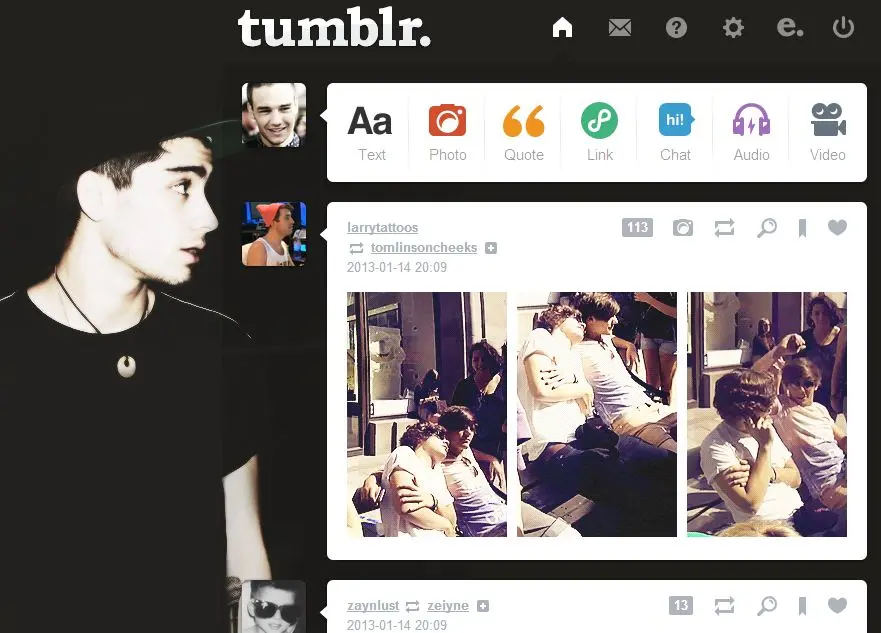 tumblr.
e.
Aa
hi!
Text Photo Quote Link Chat Audio Video
larrytattoos 113
tomlinsoncheeks
2013-01-14 20:09
zaynlust zeiyne 13
2013-01-14 20:09